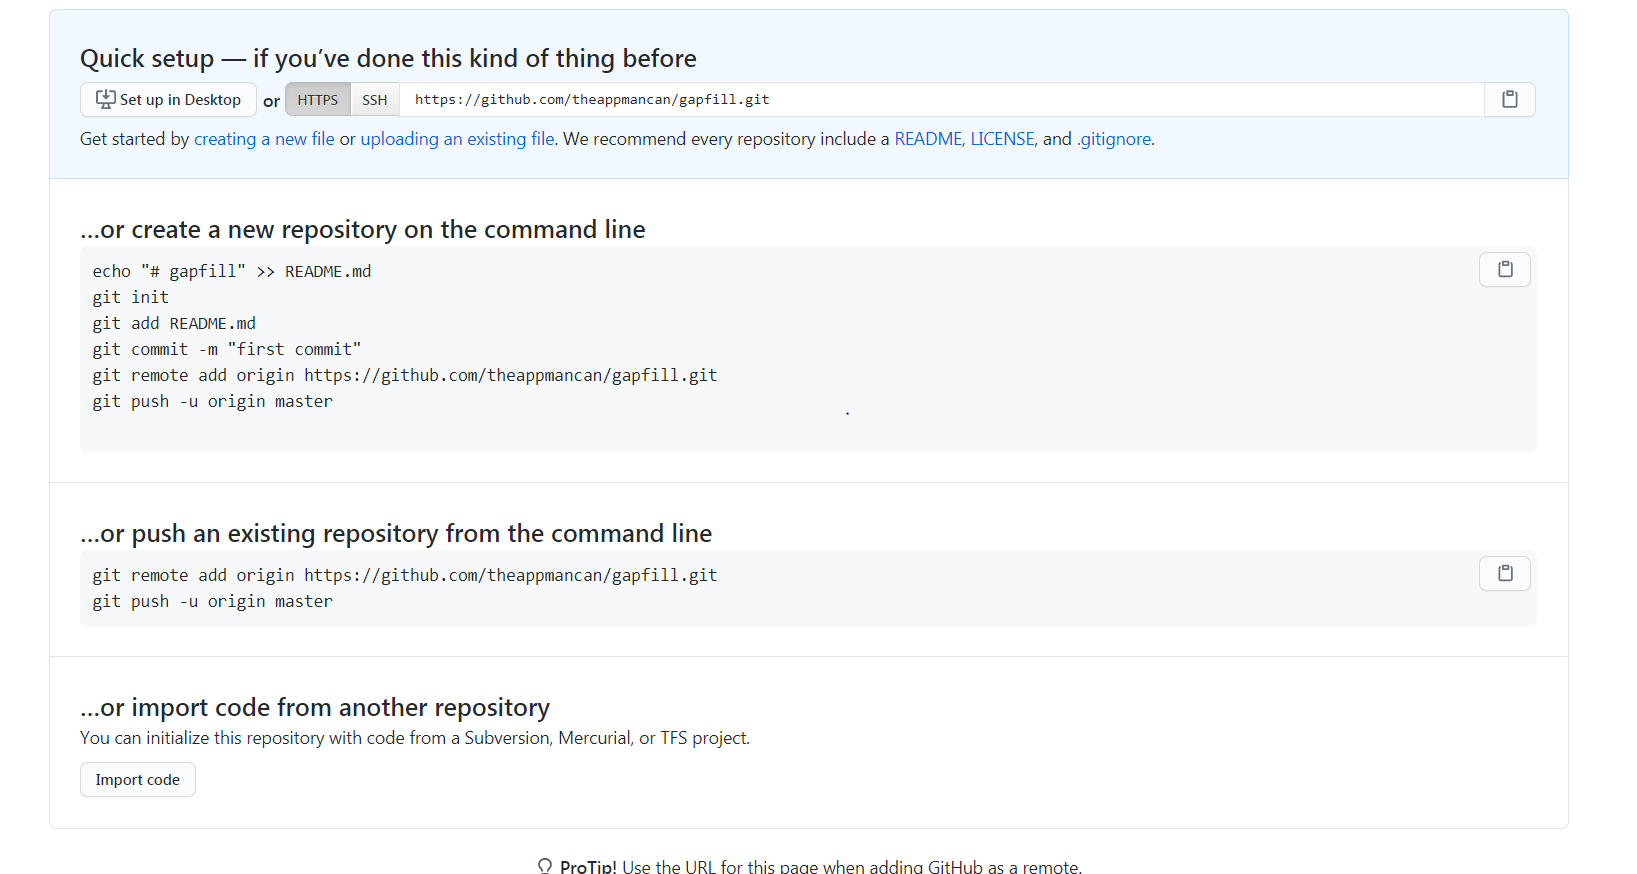 Quick setup — if you’ve done this kind of thing before
Set up in Desktop or HTTPS SSH https://github.com/theappmancan/gapfill.git
Get started by creating a new file or uploading an existing file. We recommend every repository include a README, LICENSE, and .gitignore.
…or create a new repository on the command line
echo "# gapfill" >> README.md
git init
git add README.md
git commit -m "first commit"
git remote add origin https://github.com/theappmancan/gapfill.git
git push -u origin master
…or push an existing repository from the command line
git remote add origin https://github.com/theappmancan/gapfill.git
git push -u origin master
…or import code from another repository
You can initialize this repository with code from a Subversion, Mercurial, or TFS project.
Import code
ProTip! Use the URL for this page when adding GitHub as a remote.